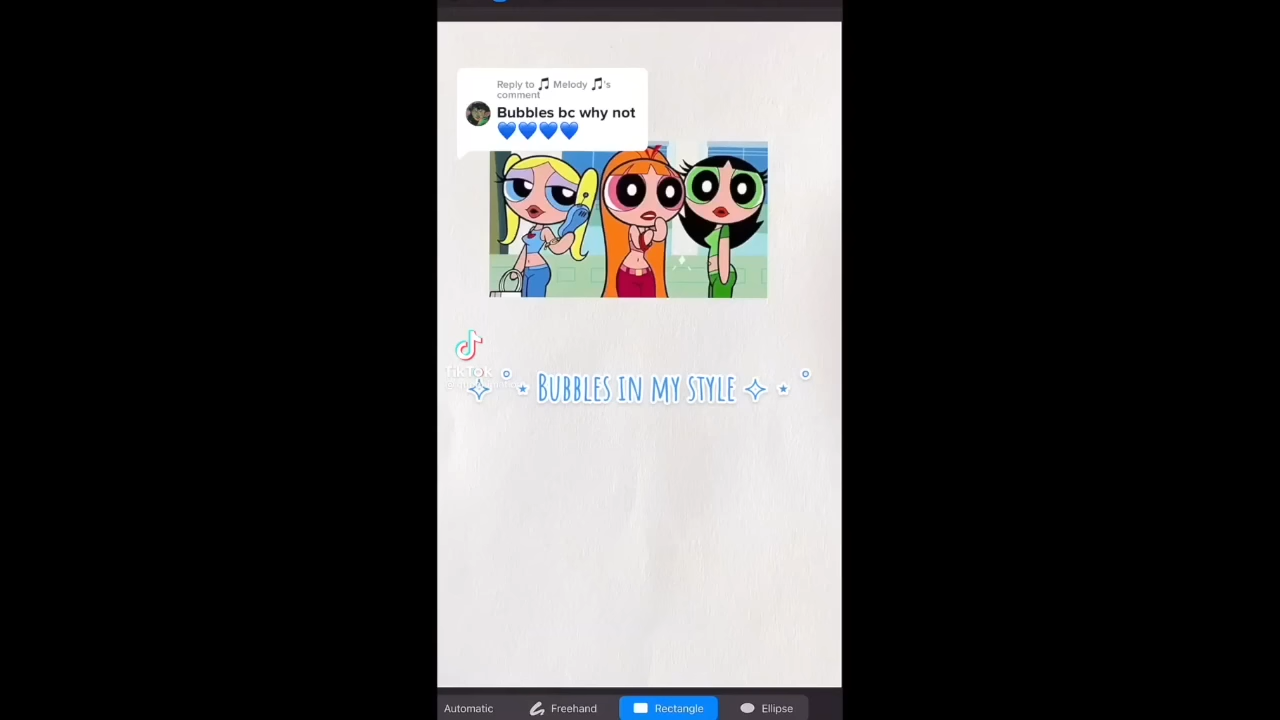 Reply to 🎵 Melody 🎵's
comment
Bubbles bc why not
💙💙💙💙
TikTok
Bubbles in my style
Automatic
Freehand
Rectangle
Ellipse